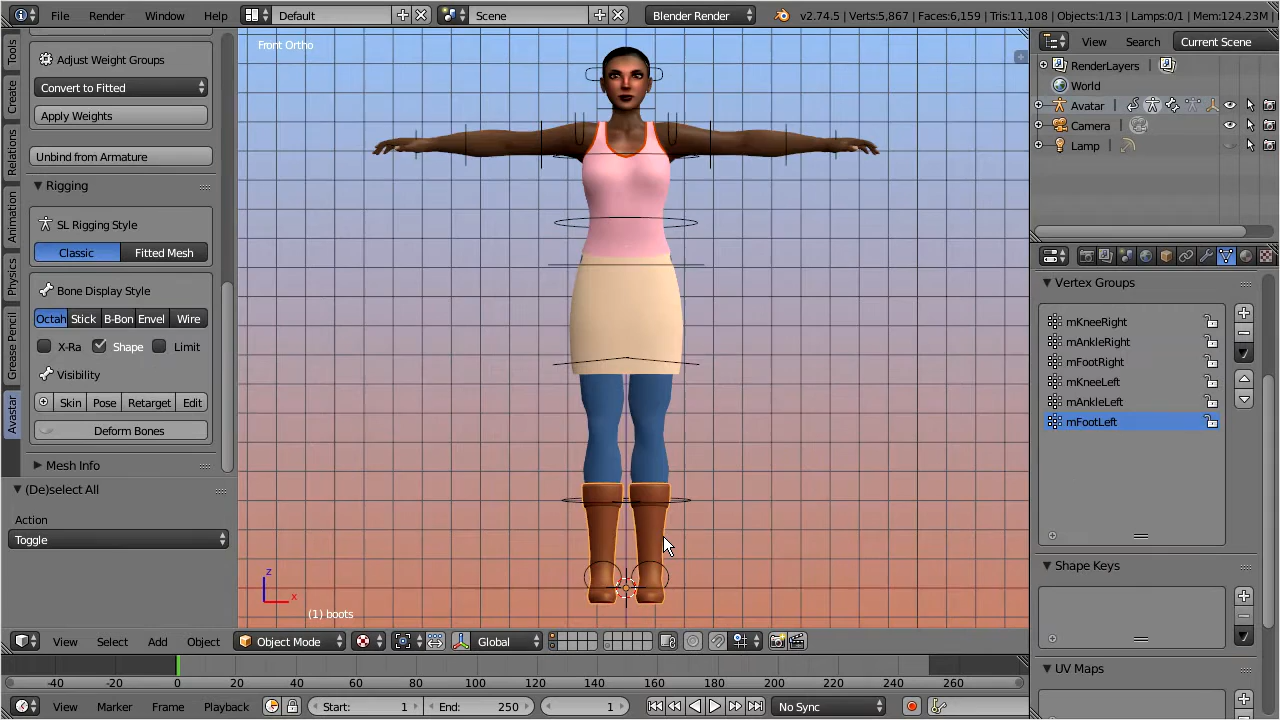 File Render Window Help Default Scene Blender Render v2.74.5 | Verts:5,867 | Faces:6,159 | Tris:11,108 | Objects:1/13 | Lamps:0/1 | Mem:124.23M
Tools
Create
Relations
Animation
Physics
Grease Pencil
Avastar
Adjust Weight Groups
Convert to Fitted
Apply Weights
Unbind from Armature
Rigging
SL Rigging Style
Classic Fitted Mesh
Bone Display Style
Octah Stick B-Bon Envel Wire
X-Ra Shape Limit
Visibility
Skin Pose Retarget Edit
Deform Bones
Mesh Info
(De)select All
Action
Toggle
Front Ortho
z
x
(1) boots
View Search Current Scene
RenderLayers
World
Avatar
Camera
Lamp
Vertex Groups
mKneeRight
mAnkleRight
mFootRight
mKneeLeft
mAnkleLeft
mFootLeft
Shape Keys
UV Maps
View Select Add Object Object Mode Global
-40 -20 0 20 40 60 80 100 120 140 160 180 200 220 240 260
View Marker Frame Playback Start: 1 End: 250 1 No Sync